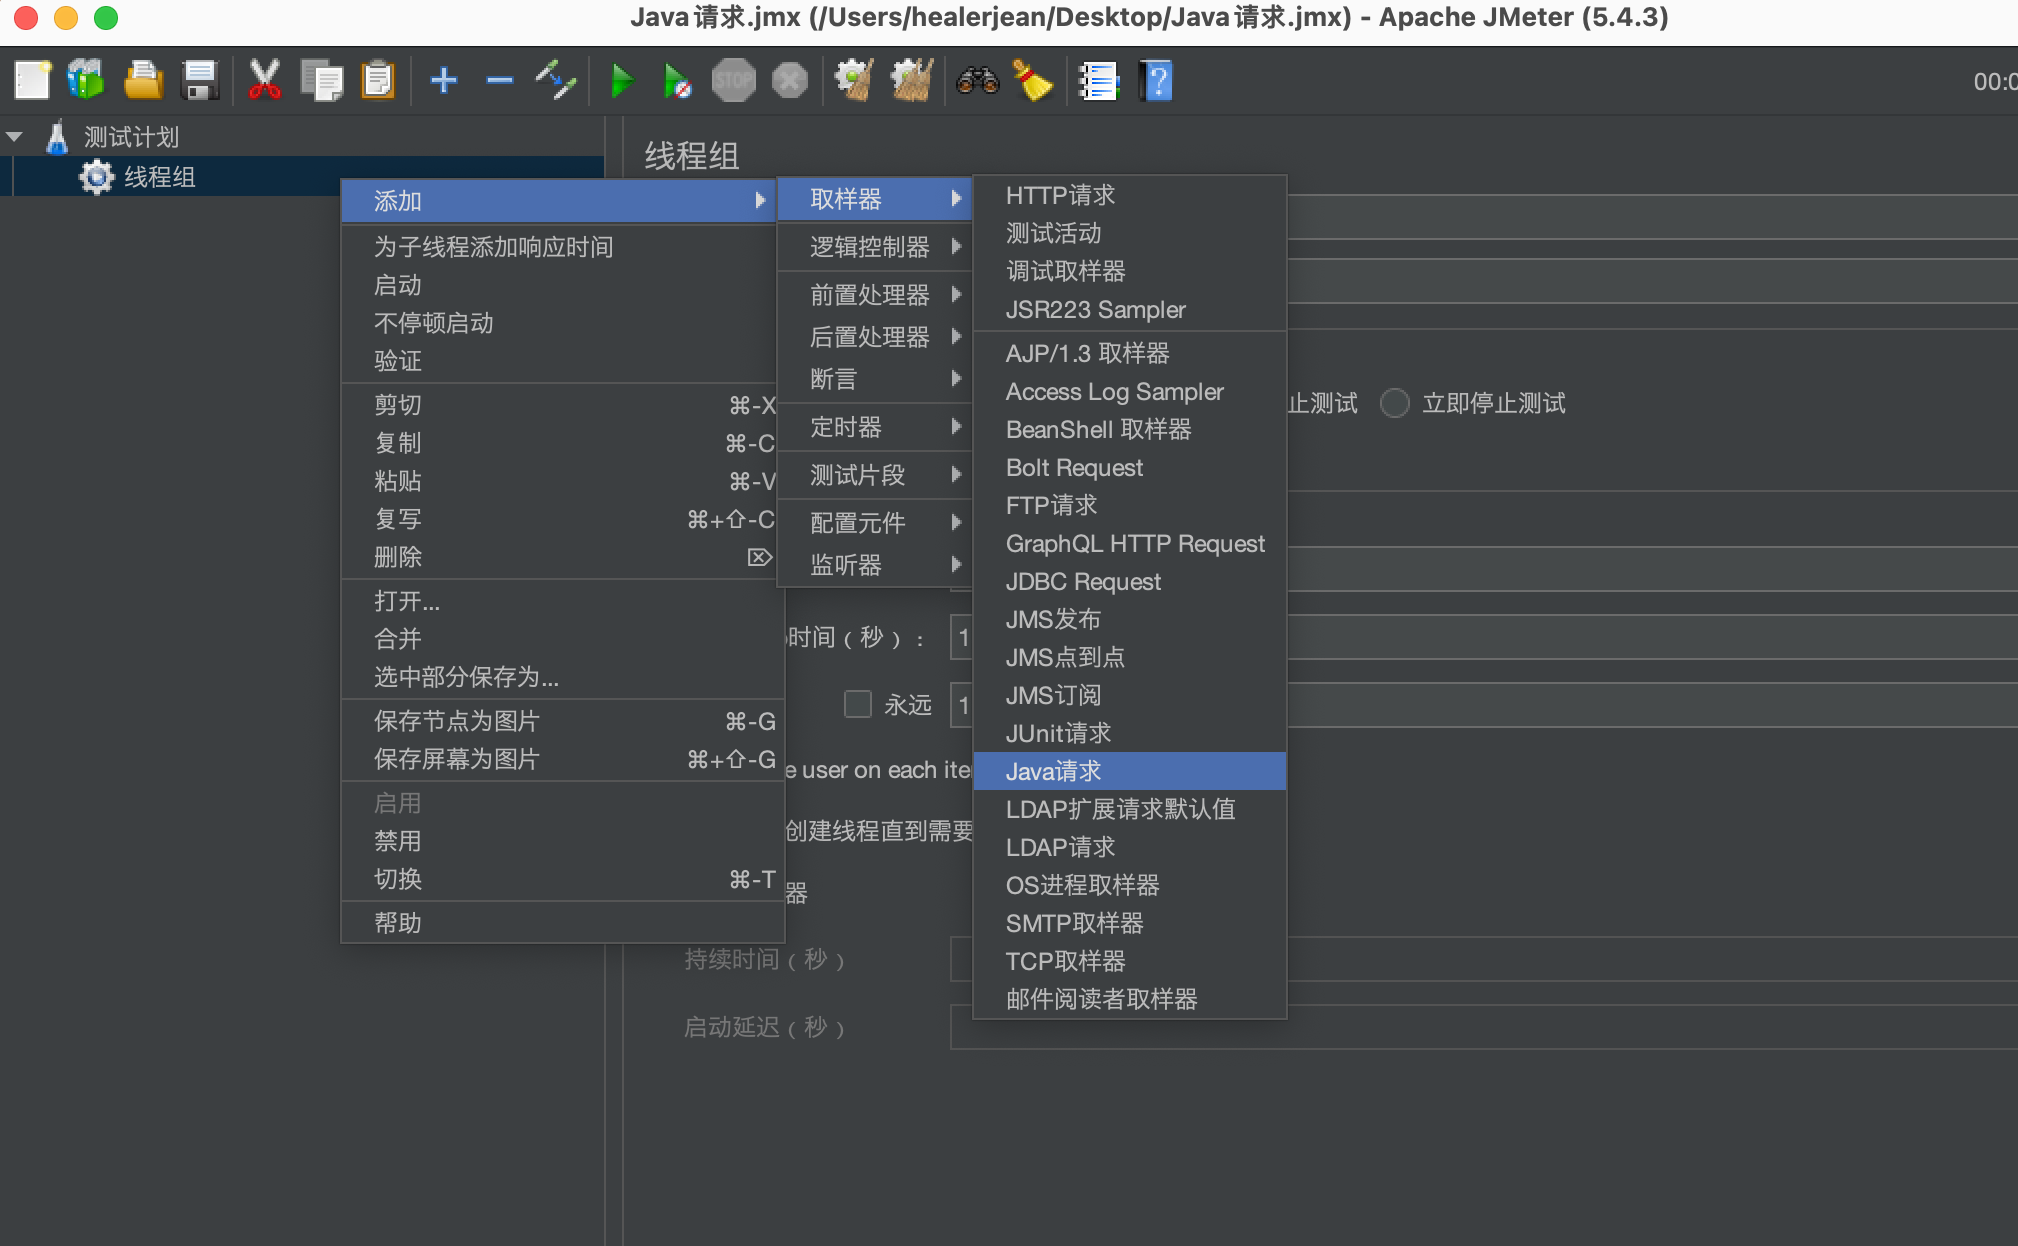 Java请求.jmx (/Users/healerjean/Desktop/Java请求.jmx) - Apache JMeter (5.4.3)
STOP
00:0
测试计划
线程组
线程组
添加
为子线程添加响应时间
启动
不停顿启动
验证
剪切 ⌘-X
复制 ⌘-C
粘贴 ⌘-V
复写 ⌘+⇧-C
删除 ⌦
打开...
合并
选中部分保存为...
保存节点为图片 ⌘-G
保存屏幕为图片 ⌘+⇧-G
启用
禁用
切换 ⌘-T
帮助
取样器
逻辑控制器
前置处理器
后置处理器
断言
定时器
测试片段
配置元件
监听器
HTTP请求
测试活动
调试取样器
JSR223 Sampler
AJP/1.3 取样器
Access Log Sampler
BeanShell 取样器
Bolt Request
FTP请求
GraphQL HTTP Request
JDBC Request
JMS发布
JMS点到点
JMS订阅
JUnit请求
Java请求
LDAP扩展请求默认值
LDAP请求
OS进程取样器
SMTP取样器
TCP取样器
邮件阅读者取样器
止测试 立即停止测试
时间（秒）： 1
永远 1
e user on each ite
创建线程直到需要
器
持续时间（秒）
启动延迟（秒）